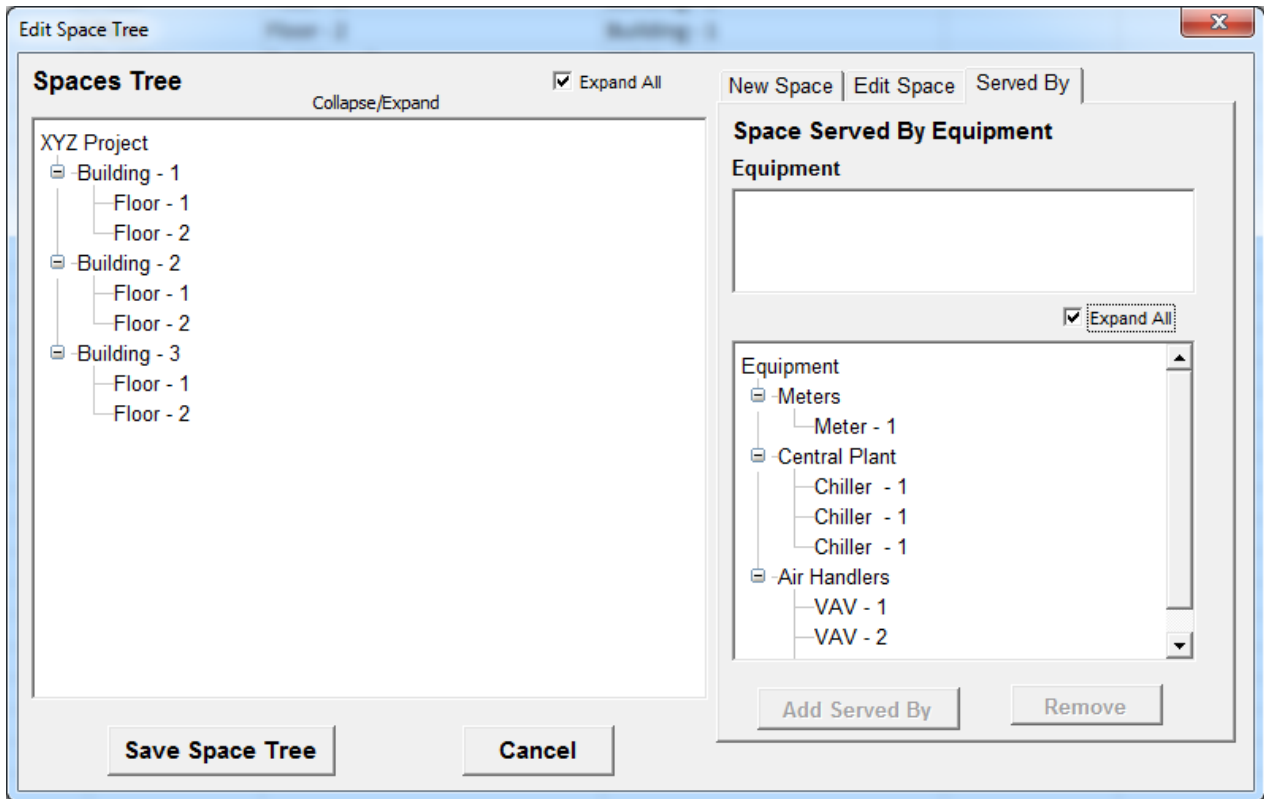 Edit Space Tree
Spaces Tree
Expand All
Collapse/Expand
XYZ Project
Building - 1
Floor - 1
Floor - 2
Building - 2
Floor - 1
Floor - 2
Building - 3
Floor - 1
Floor - 2
Save Space Tree
Cancel
New Space
Edit Space
Served By
Space Served By Equipment
Equipment
Expand All
Equipment
Meters
Meter - 1
Central Plant
Chiller - 1
Chiller - 1
Chiller - 1
Air Handlers
VAV - 1
VAV - 2
Add Served By
Remove